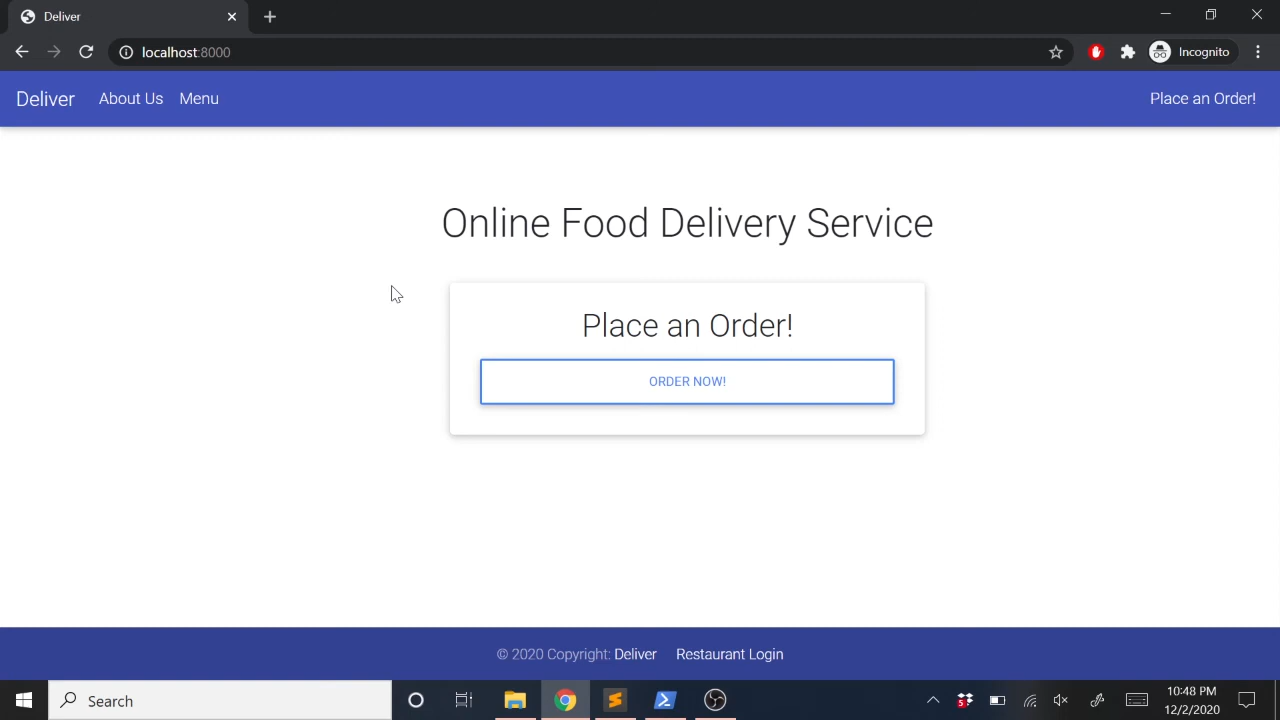 Deliver
localhost:8000
Incognito
Deliver About Us Menu Place an Order!
Online Food Delivery Service
Place an Order!
ORDER NOW!
© 2020 Copyright: Deliver Restaurant Login
Search
10:48 PM
12/2/2020